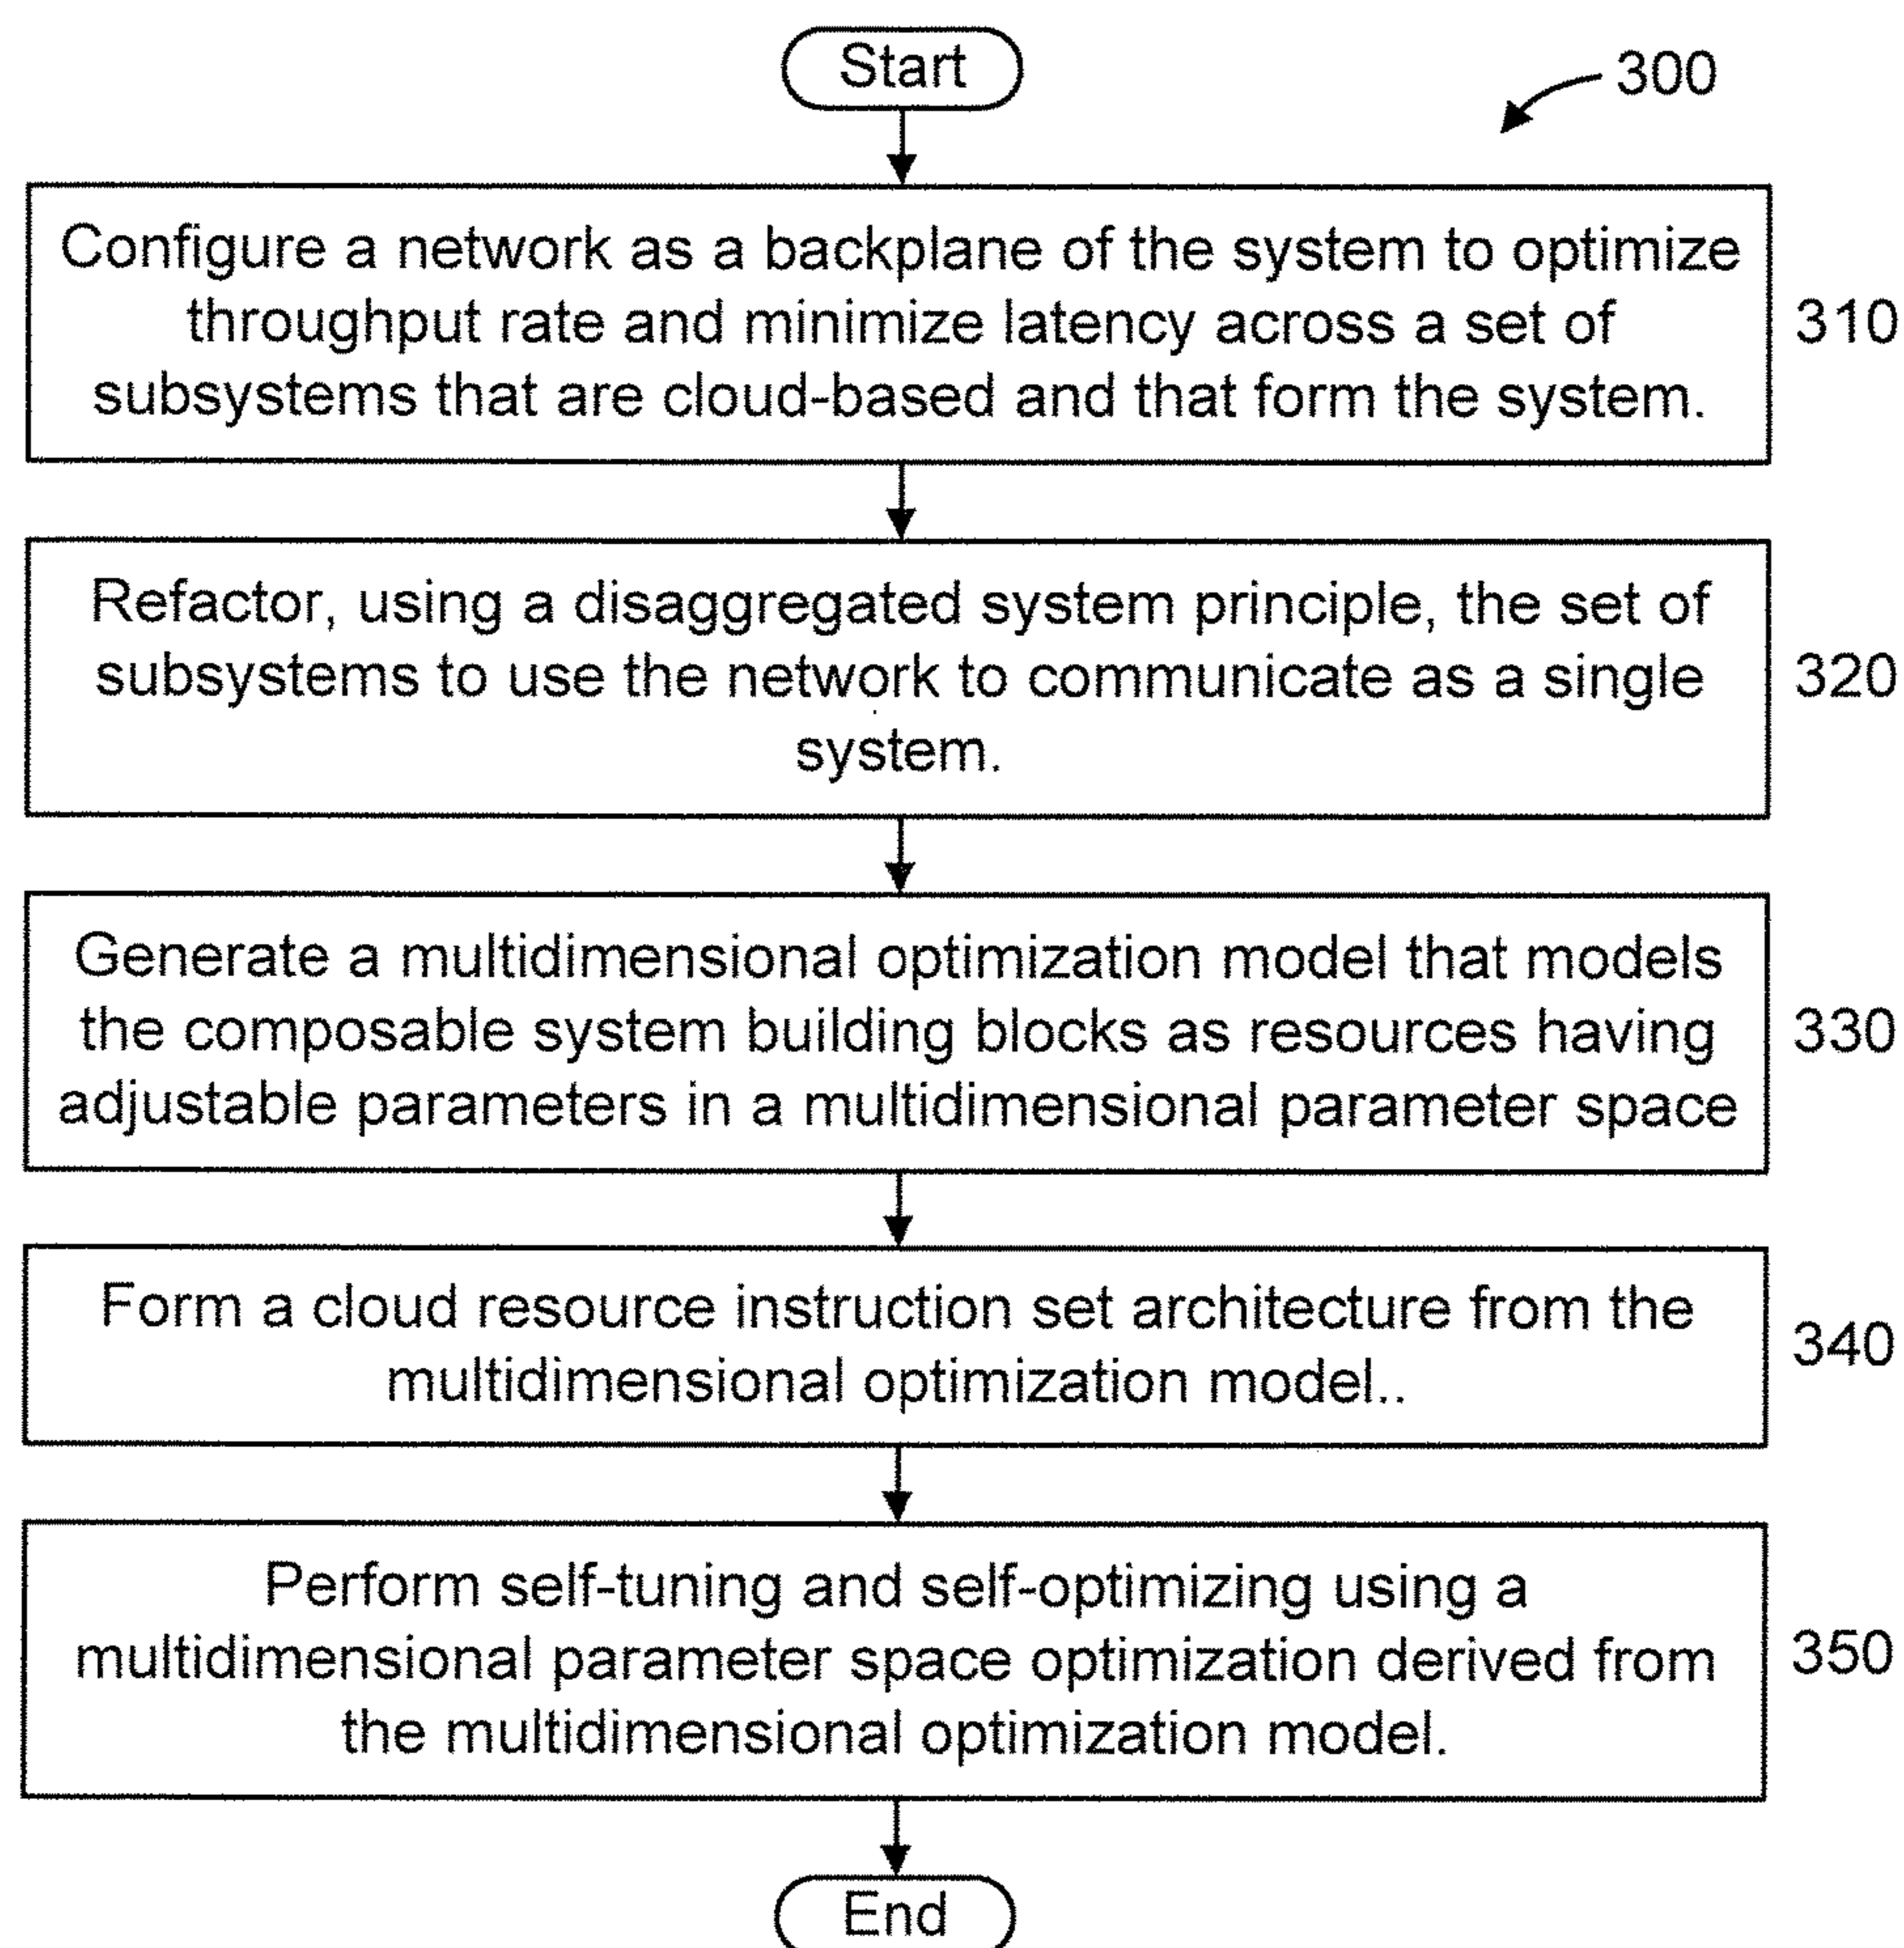 Start
300
Configure a network as a backplane of the system to optimize
throughput rate and minimize latency across a set of
subsystems that are cloud-based and that form the system.
310
Refactor, using a disaggregated system principle, the set of
subsystems to use the network to communicate as a single
system.
320
Generate a multidimensional optimization model that models
the composable system building blocks as resources having
adjustable parameters in a multidimensional parameter space
330
Form a cloud resource instruction set architecture from the
multidimensional optimization model..
340
Perform self-tuning and self-optimizing using a
multidimensional parameter space optimization derived from
the multidimensional optimization model.
350
End